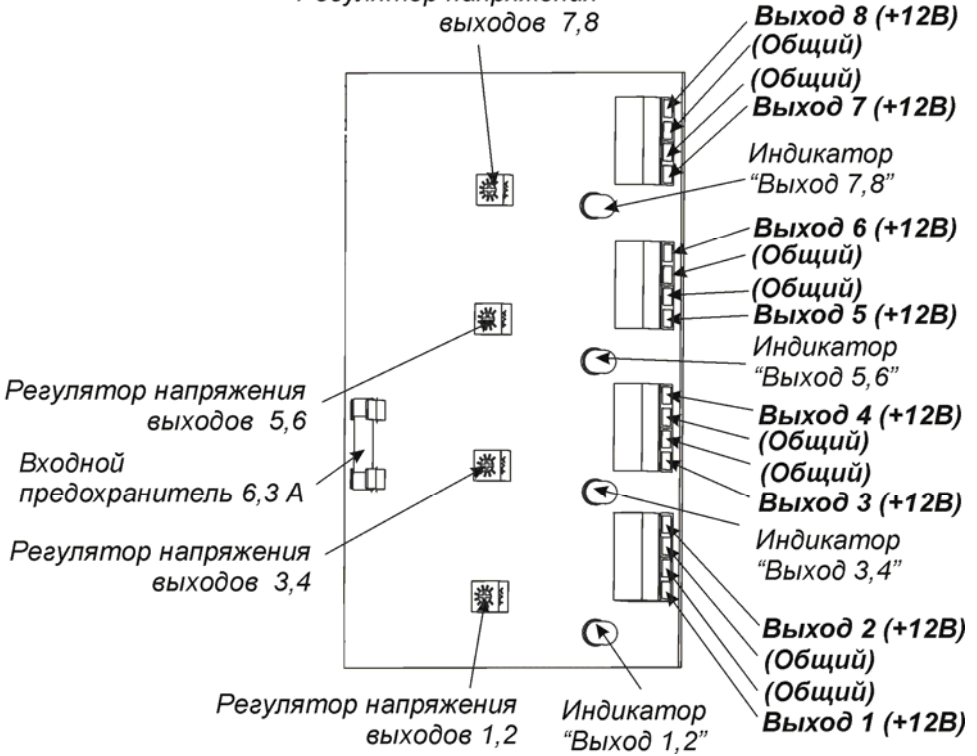 Регулятор напряжения
выходов 7,8
Выход 8 (+12В)
(Общий)
(Общий)
Выход 7 (+12В)
Индикатор
“Выход 7,8”
Выход 6 (+12В)
(Общий)
(Общий)
Выход 5 (+12В)
Индикатор
“Выход 5,6”
Регулятор напряжения
выходов 5,6
Выход 4 (+12В)
(Общий)
(Общий)
Выход 3 (+12В)
Входной
предохранитель 6,3 А
Индикатор
“Выход 3,4”
Регулятор напряжения
выходов 3,4
Выход 2 (+12В)
(Общий)
(Общий)
Выход 1 (+12В)
Регулятор напряжения
выходов 1,2
Индикатор
“Выход 1,2”